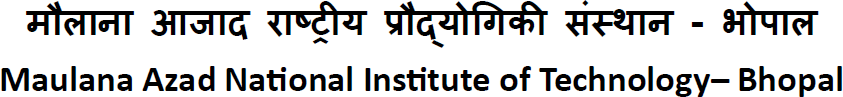 मौलाना आजाद राष्ट्रीय प्रौद्योगिकी संस्थान - भोपाल
Maulana Azad National Institute of Technology– Bhopal